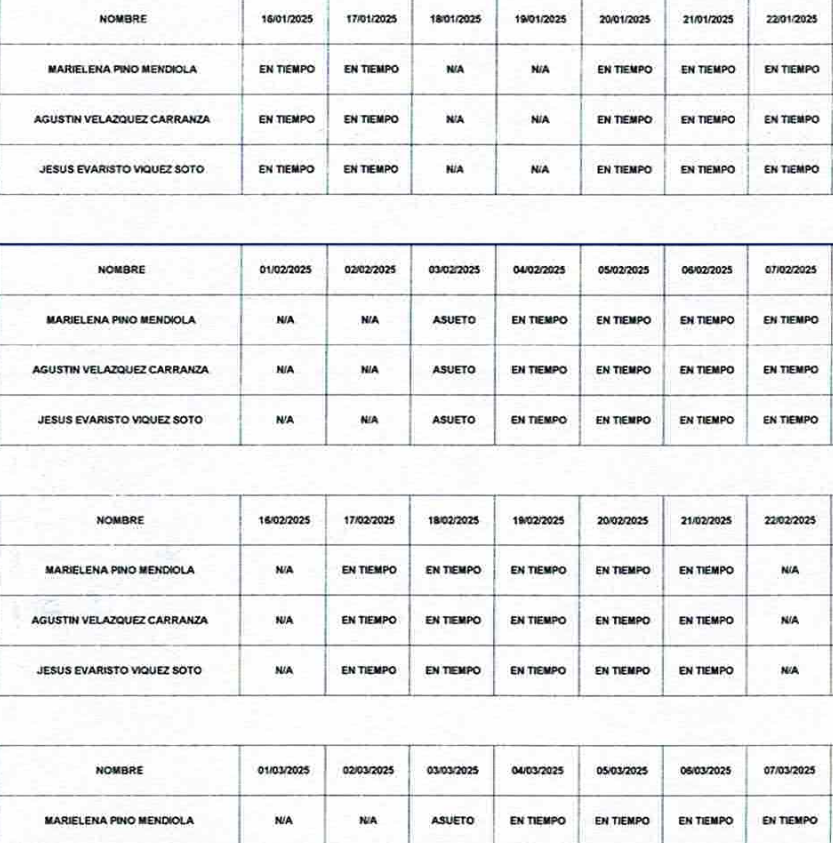 NOMBRE 16/01/2025 17/01/2025 18/01/2025 19/01/2025 20/01/2025 21/01/2025 22/01/2025
MARIELENA PINO MENDIOLA EN TIEMPO EN TIEMPO N/A N/A EN TIEMPO EN TIEMPO EN TIEMPO
AGUSTIN VELAZQUEZ CARRANZA EN TIEMPO EN TIEMPO N/A N/A EN TIEMPO EN TIEMPO EN TIEMPO
JESUS EVARISTO VIQUEZ SOTO EN TIEMPO EN TIEMPO N/A N/A EN TIEMPO EN TIEMPO EN TIEMPO
NOMBRE 01/02/2025 02/02/2025 03/02/2025 04/02/2025 05/02/2025 06/02/2025 07/02/2025
MARIELENA PINO MENDIOLA N/A N/A ASUETO EN TIEMPO EN TIEMPO EN TIEMPO EN TIEMPO
AGUSTIN VELAZQUEZ CARRANZA N/A N/A ASUETO EN TIEMPO EN TIEMPO EN TIEMPO EN TIEMPO
JESUS EVARISTO VIQUEZ SOTO N/A N/A ASUETO EN TIEMPO EN TIEMPO EN TIEMPO EN TIEMPO
NOMBRE 16/02/2025 17/02/2025 18/02/2025 19/02/2025 20/02/2025 21/02/2025 22/02/2025
MARIELENA PINO MENDIOLA N/A EN TIEMPO EN TIEMPO EN TIEMPO EN TIEMPO EN TIEMPO N/A
AGUSTIN VELAZQUEZ CARRANZA N/A EN TIEMPO EN TIEMPO EN TIEMPO EN TIEMPO EN TIEMPO N/A
JESUS EVARISTO VIQUEZ SOTO N/A EN TIEMPO EN TIEMPO EN TIEMPO EN TIEMPO EN TIEMPO N/A
NOMBRE 01/03/2025 02/03/2025 03/03/2025 04/03/2025 05/03/2025 06/03/2025 07/03/2025
MARIELENA PINO MENDIOLA N/A N/A ASUETO EN TIEMPO EN TIEMPO EN TIEMPO EN TIEMPO